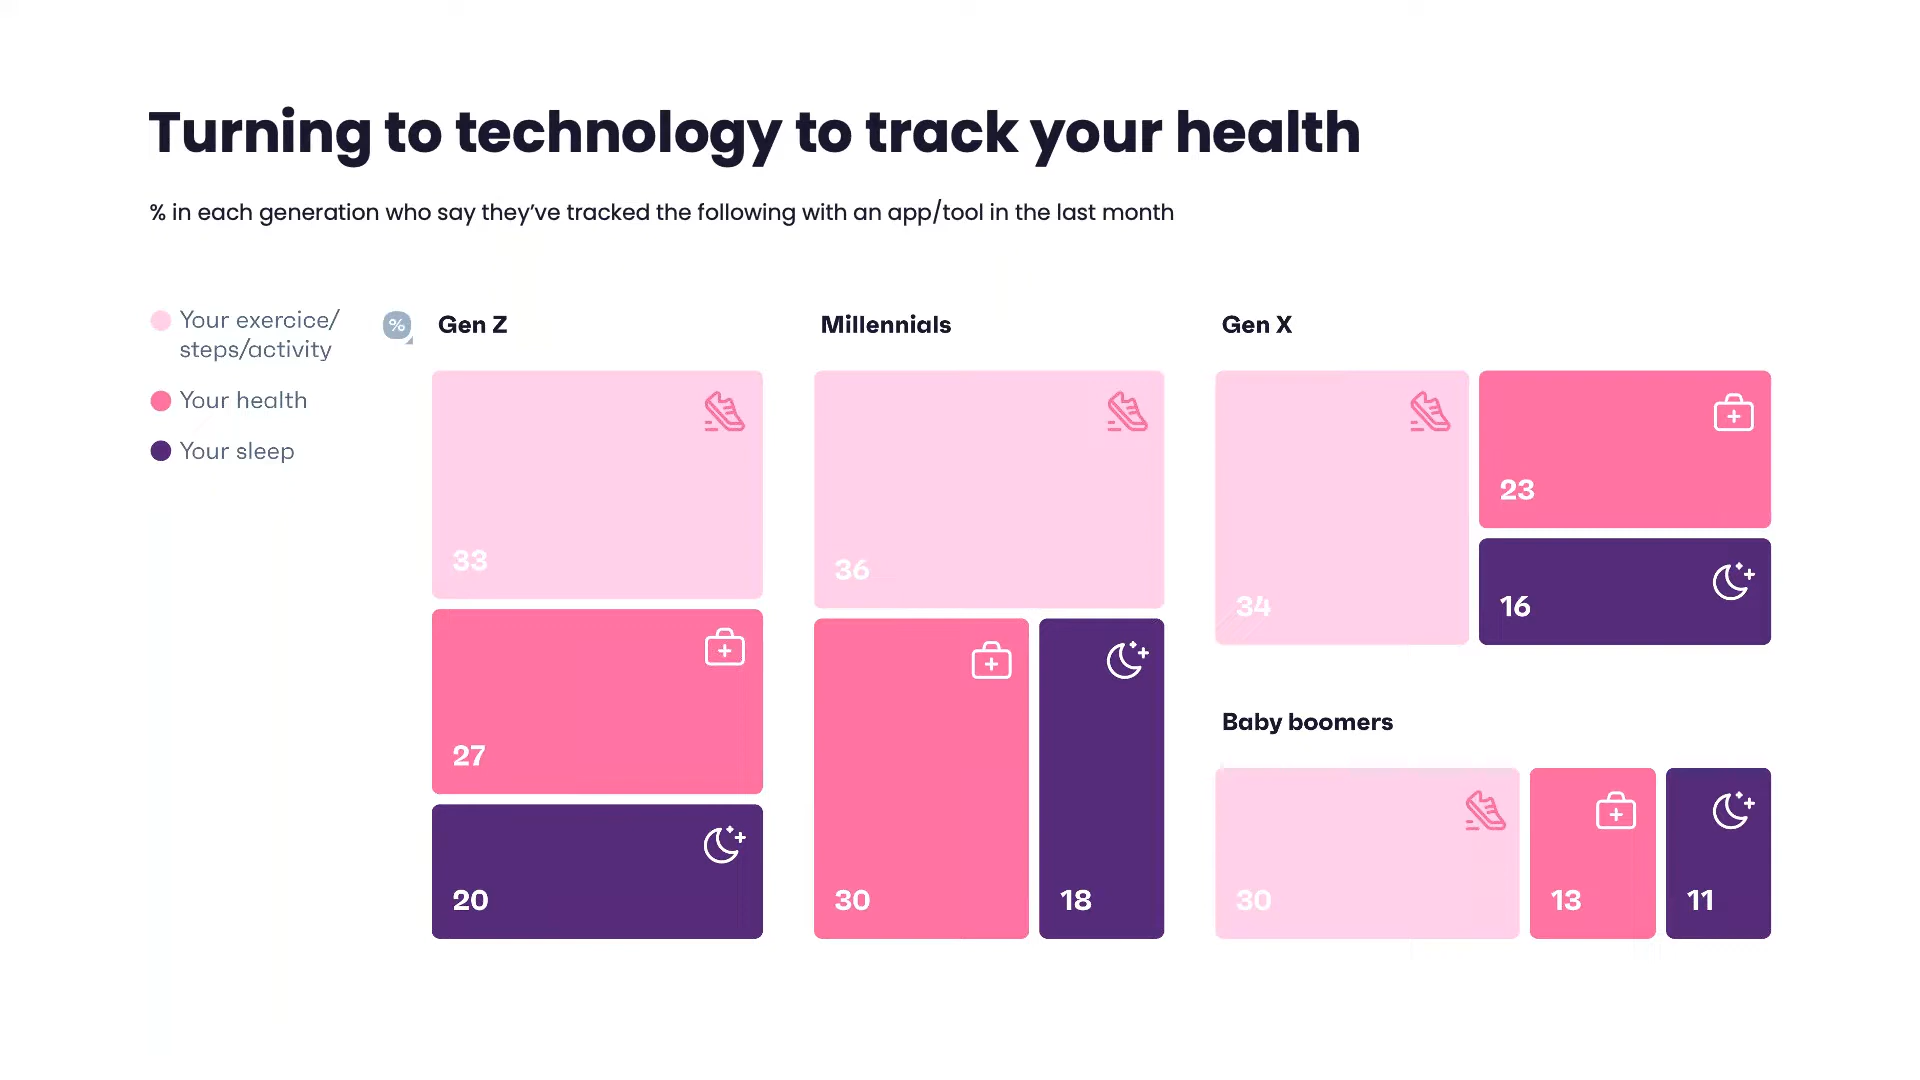 Turning to technology to track your health
% in each generation who say they’ve tracked the following with an app/tool in the last month
Your exercice/
steps/activity
Your health
Your sleep
%
Gen Z
33
27
20
Millennials
36
30
18
Gen X
34
23
16
Baby boomers
30
13
11